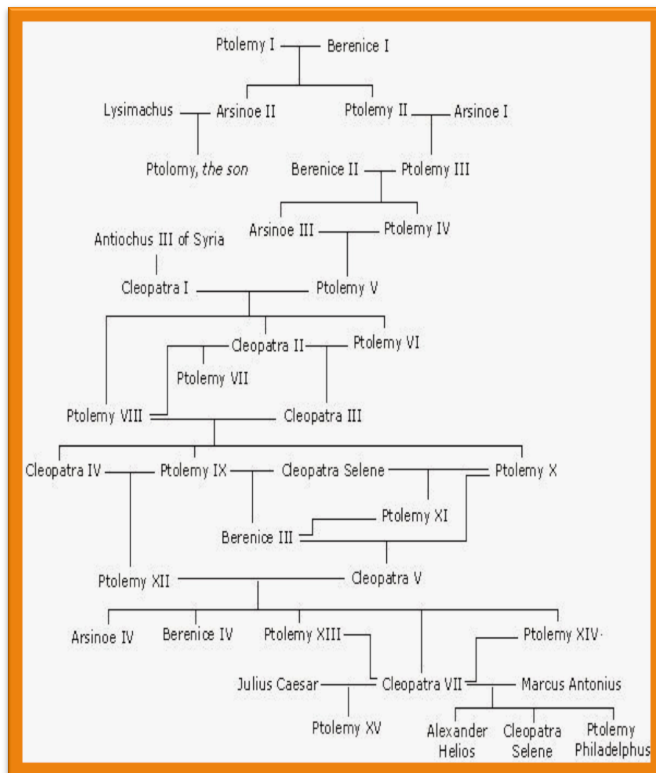 Ptolemy I Berenice I
Lysimachus Arsinoe II Ptolemy II Arsinoe I
Ptolomy, the son Berenice II Ptolemy III
Arsinoe III Ptolemy IV
Antiochus III of Syria
Cleopatra I Ptolemy V
Cleopatra II Ptolemy VI
Ptolemy VII
Ptolemy VIII Cleopatra III
Cleopatra IV Ptolemy IX Cleopatra Selene Ptolemy X
Ptolemy XI
Berenice III
Ptolemy XII Cleopatra V
Arsinoe IV Berenice IV Ptolemy XIII Ptolemy XIV
Julius Caesar Cleopatra VII Marcus Antonius
Ptolemy XV
Alexander Helios
Cleopatra Selene
Ptolemy Philadelphus